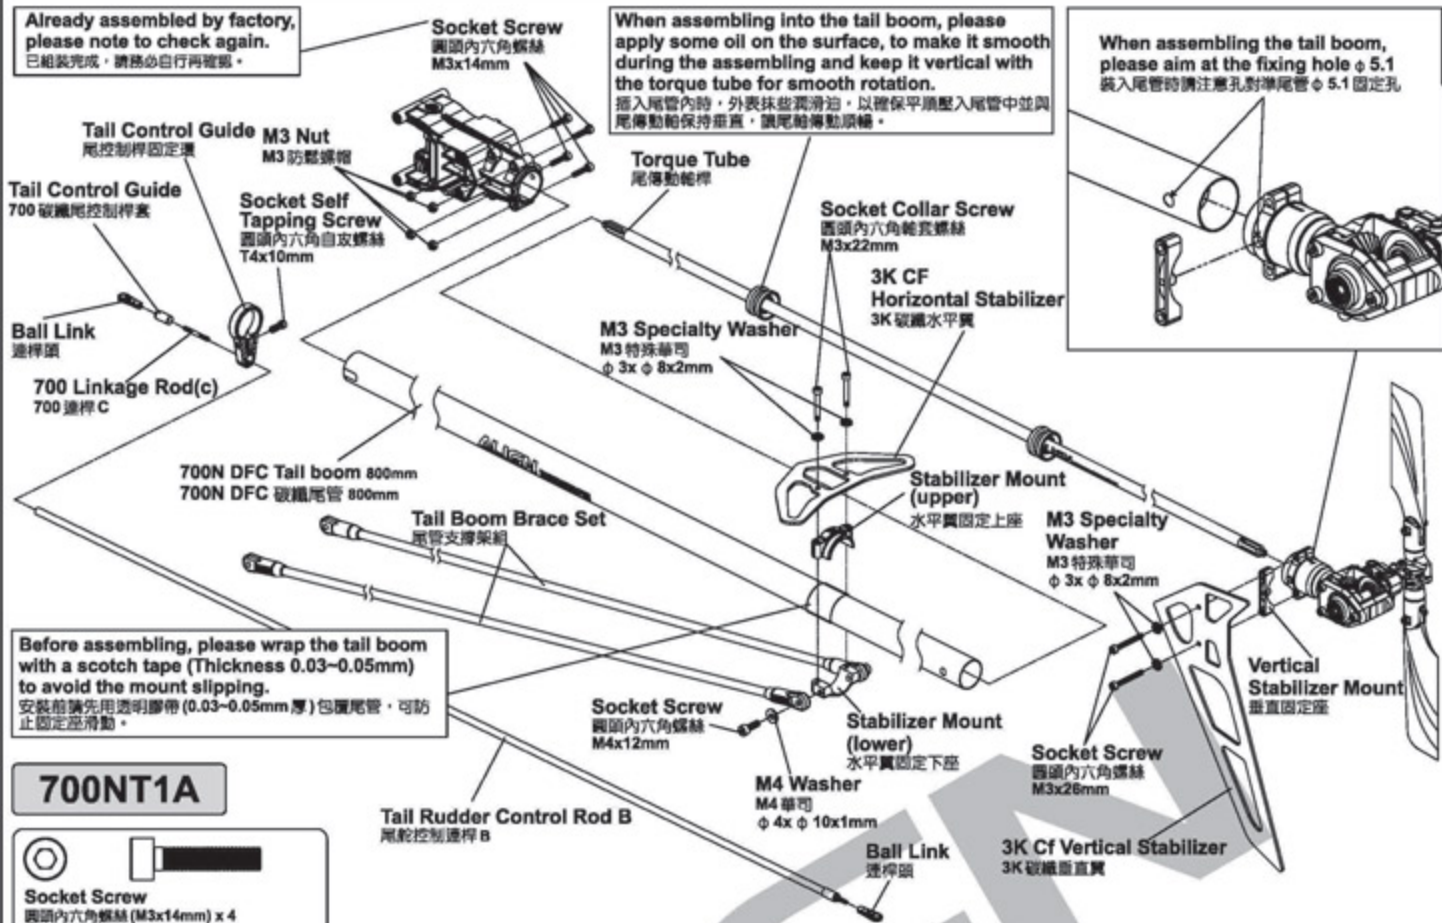 Already assembled by factory,
please note to check again.
已組裝完成，請務必自行再確認。
Socket Screw
圓頭內六角螺絲
M3x14mm
When assembling into the tail boom, please
apply some oil on the surface, to make it smooth
during the assembling and keep it vertical with
the torque tube for smooth rotation.
插入尾管內時，外表抹些潤滑油，以確保平順壓入尾管中並與
尾傳動軸保持垂直，讓尾軸傳動順暢。
When assembling the tail boom,
please aim at the fixing hole φ 5.1
裝入尾管時請注意孔對準尾管 φ 5.1 固定孔
Tail Control Guide
尾控制桿固定環
M3 Nut
M3 防鬆螺帽
Tail Control Guide
700 碳纖尾控制桿套
Socket Self
Tapping Screw
圓頭內六角自攻螺絲
T4x10mm
Torque Tube
尾傳動軸桿
Socket Collar Screw
圓頭內六角軸套螺絲
M3x22mm
3K CF
Horizontal Stabilizer
3K 碳纖水平翼
Ball Link
連桿頭
700 Linkage Rod(c)
700 連桿 C
M3 Specialty Washer
M3 特殊華司
φ 3x φ 8x2mm
ALIGN
700N DFC Tail boom 800mm
700N DFC 碳纖尾管 800mm
Stabilizer Mount
(upper)
水平翼固定上座
Tail Boom Brace Set
尾管支撐架組
M3 Specialty
Washer
M3 特殊華司
φ 3x φ 8x2mm
Before assembling, please wrap the tail boom
with a scotch tape (Thickness 0.03~0.05mm)
to avoid the mount slipping.
安裝前請先用透明膠帶 (0.03~0.05mm 厚) 包覆尾管，可防
止固定座滑動。
Vertical
Stabilizer Mount
垂直固定座
Socket Screw
圓頭內六角螺絲
M4x12mm
Stabilizer Mount
(lower)
水平翼固定下座
Socket Screw
圓頭內六角螺絲
M3x26mm
700NT1A
M4 Washer
M4 華司
φ 4x φ 10x1mm
Tail Rudder Control Rod B
尾舵控制連桿 B
Ball Link
連桿頭
3K Cf Vertical Stabilizer
3K 碳纖垂直翼
Socket Screw
圓頭內六角螺絲 (M3x14mm) x 4